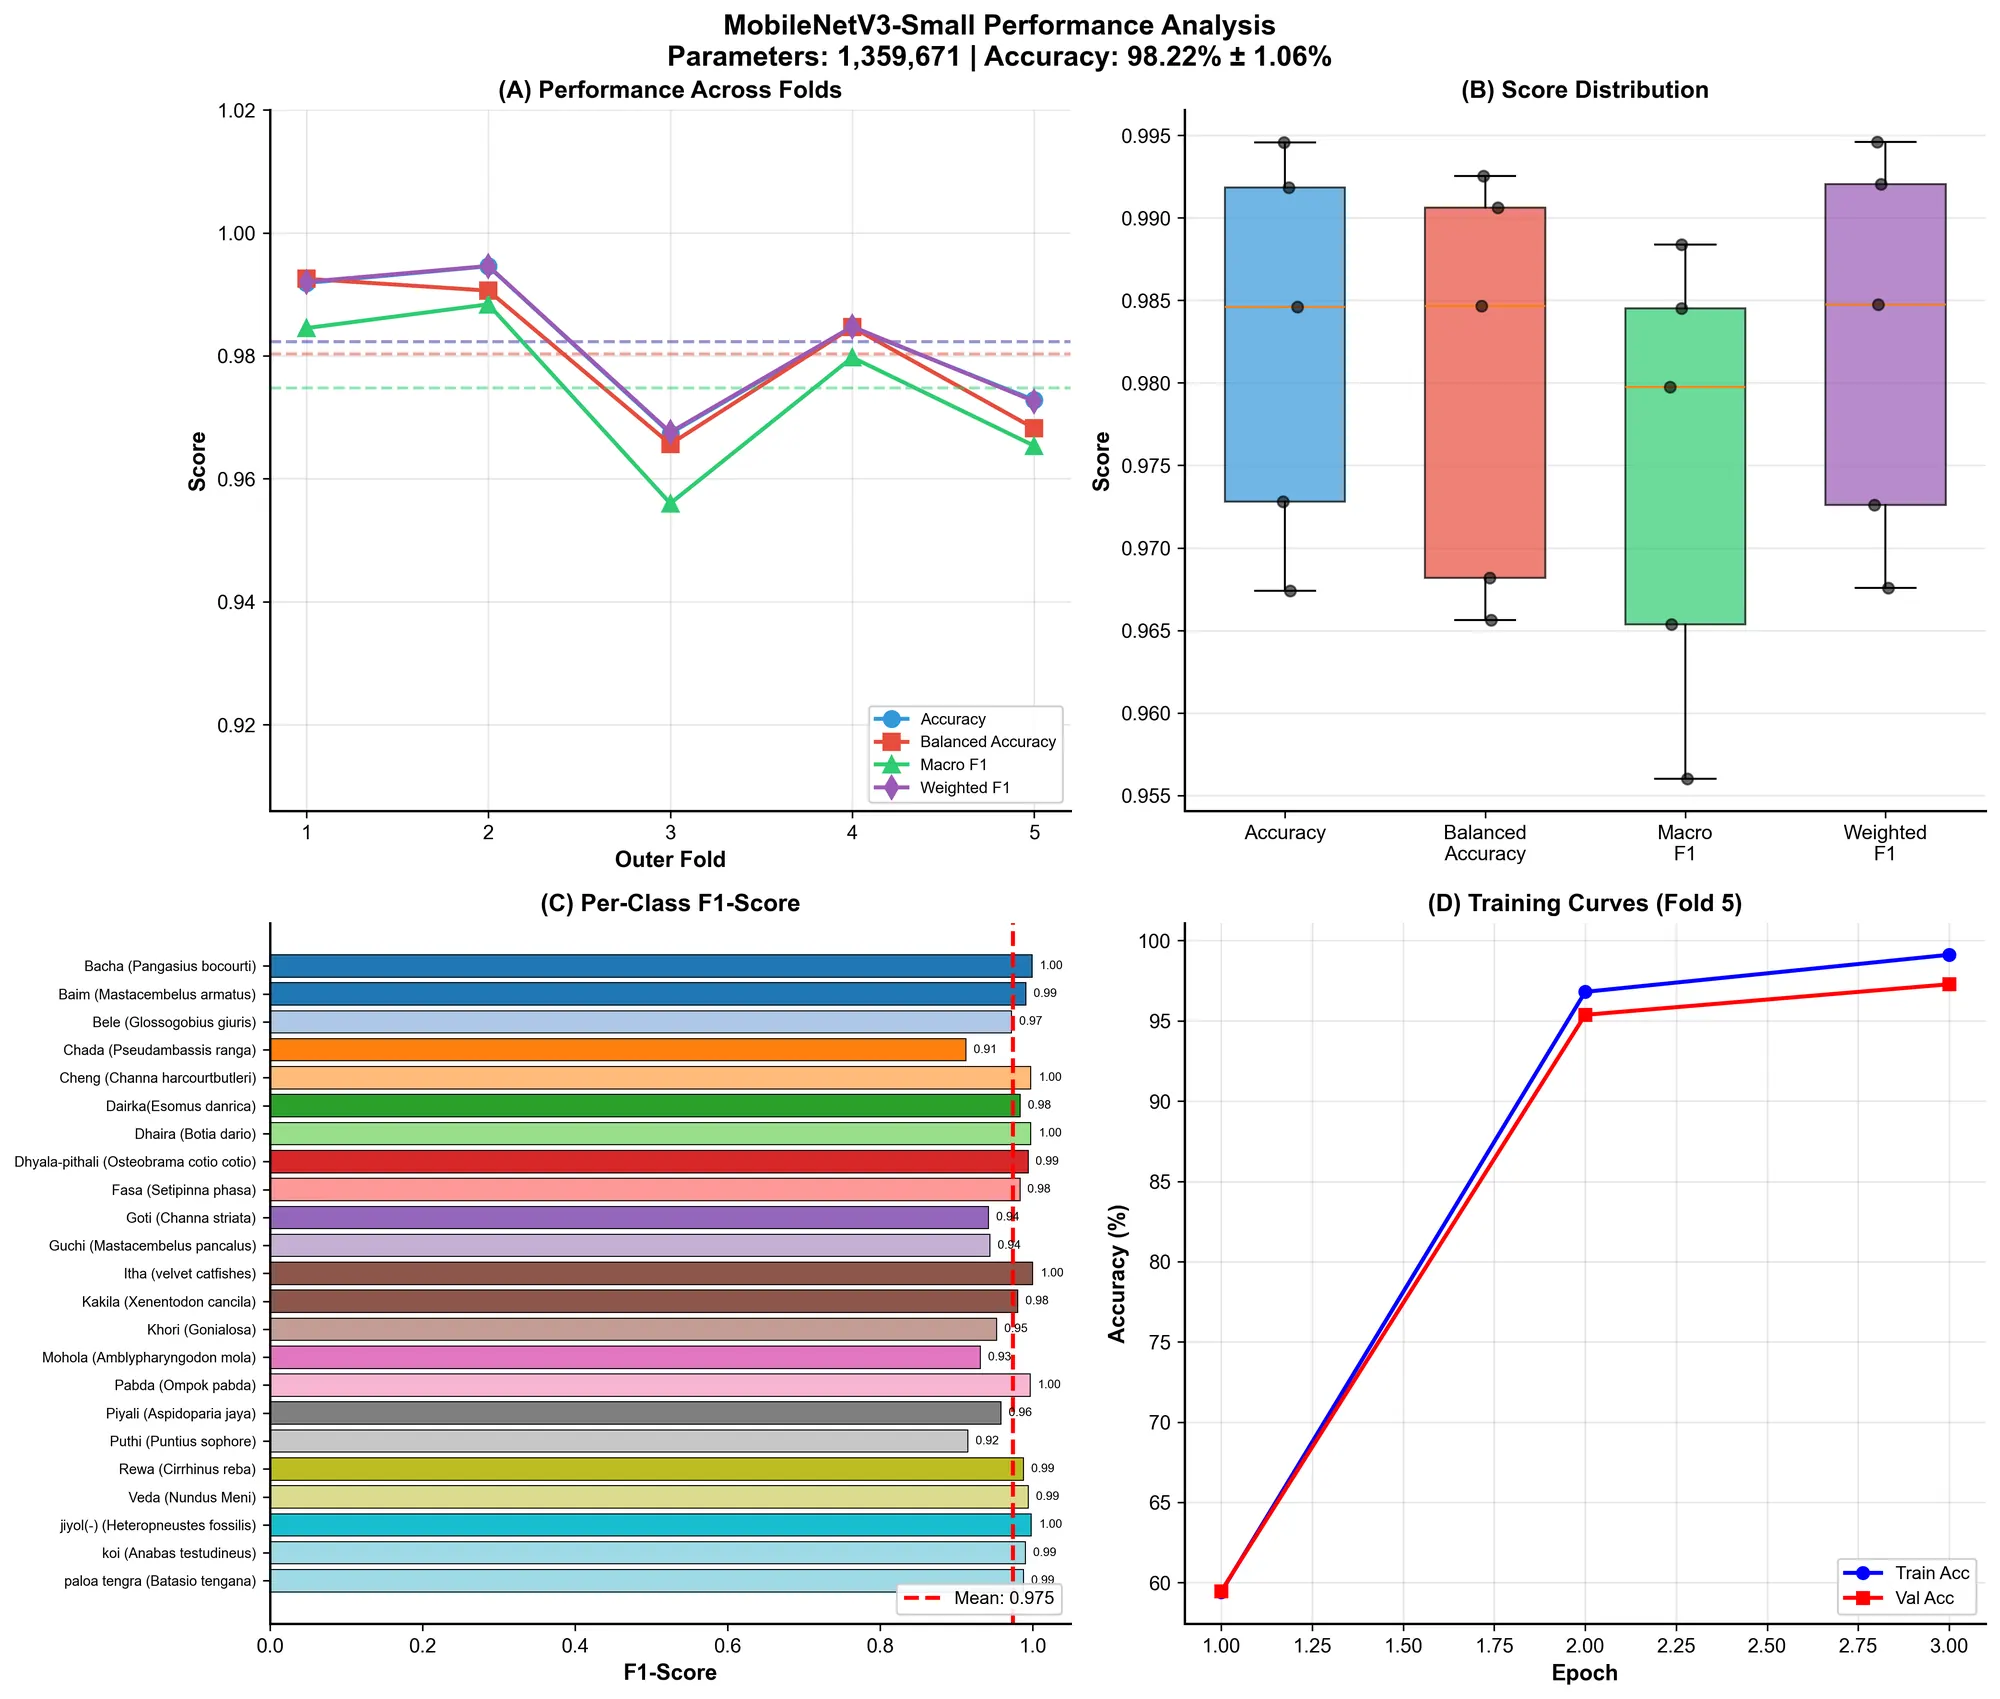 MobileNetV3-Small Performance Analysis
Parameters: 1,359,671 | Accuracy: 98.22% ± 1.06%
(A) Performance Across Folds
1.02
1.00
0.98
0.96
0.94
0.92
Score
1
2
3
4
5
Outer Fold
Accuracy
Balanced Accuracy
Macro F1
Weighted F1
(B) Score Distribution
0.995
0.990
0.985
0.980
0.975
0.970
0.965
0.960
0.955
Score
Accuracy
Balanced
Accuracy
Macro
F1
Weighted
F1
(C) Per-Class F1-Score
Bacha (Pangasius bocourti) 1.00
Baim (Mastacembelus armatus) 0.99
Bele (Glossogobius giuris) 0.97
Chada (Pseudambassis ranga) 0.91
Cheng (Channa harcourtbutleri) 1.00
Dairka(Esomus danrica) 0.98
Dhaira (Botia dario) 1.00
Dhyala-pithali (Osteobrama cotio cotio) 0.99
Fasa (Setipinna phasa) 0.98
Goti (Channa striata) 0.94
Guchi (Mastacembelus pancalus) 0.94
Itha (velvet catfishes) 1.00
Kakila (Xenentodon cancila) 0.98
Khori (Gonialosa) 0.95
Mohola (Amblypharyngodon mola) 0.93
Pabda (Ompok pabda) 1.00
Piyali (Aspidoparia jaya) 0.96
Puthi (Puntius sophore) 0.92
Rewa (Cirrhinus reba) 0.99
Veda (Nundus Meni) 0.99
jiyol(-) (Heteropneustes fossilis) 1.00
koi (Anabas testudineus) 0.99
paloa tengra (Batasio tengana) 0.99
Mean: 0.975
0.0
0.2
0.4
0.6
0.8
1.0
F1-Score
(D) Training Curves (Fold 5)
100
95
90
85
80
75
70
65
60
Accuracy (%)
Train Acc
Val Acc
1.00
1.25
1.50
1.75
2.00
2.25
2.50
2.75
3.00
Epoch